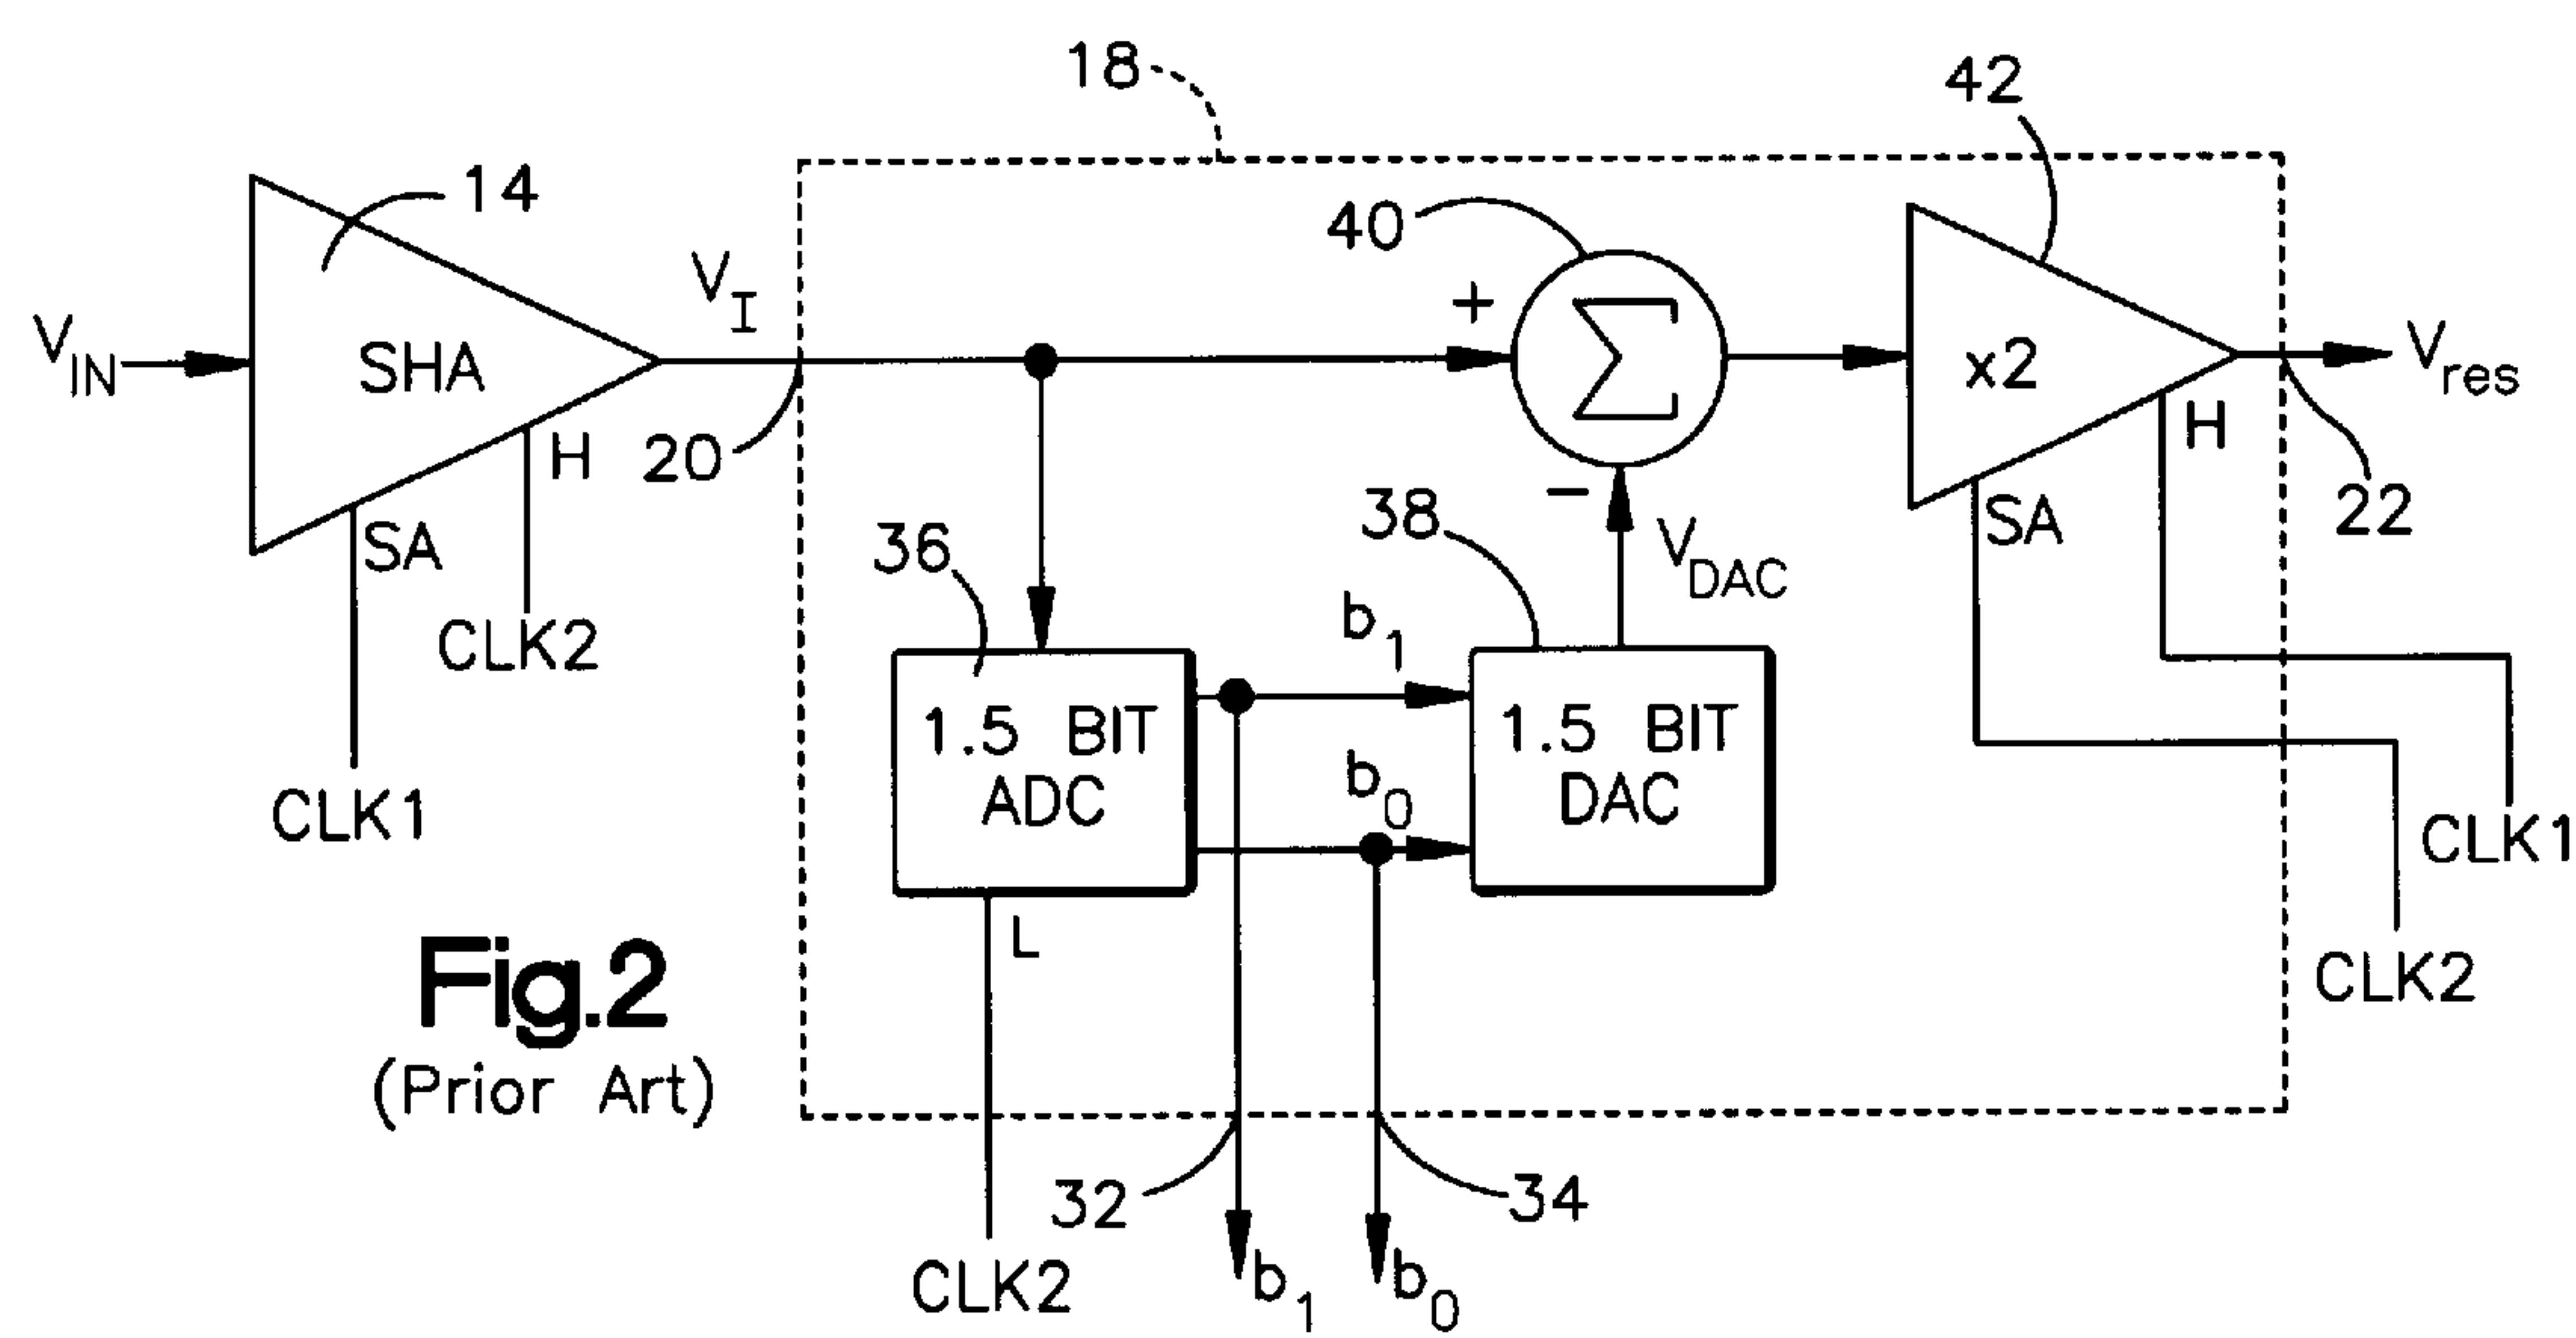 18
42
14
40
V_I
+
V_IN
SHA
Σ
x2
V_res
H
20
H
−
38
SA
22
SA
36
V_DAC
b_1
CLK2
1.5 BIT
ADC
1.5 BIT
DAC
b_0
CLK1
CLK1
L
CLK2
Fig.2
(Prior Art)
32
34
CLK2
b_1
b_0